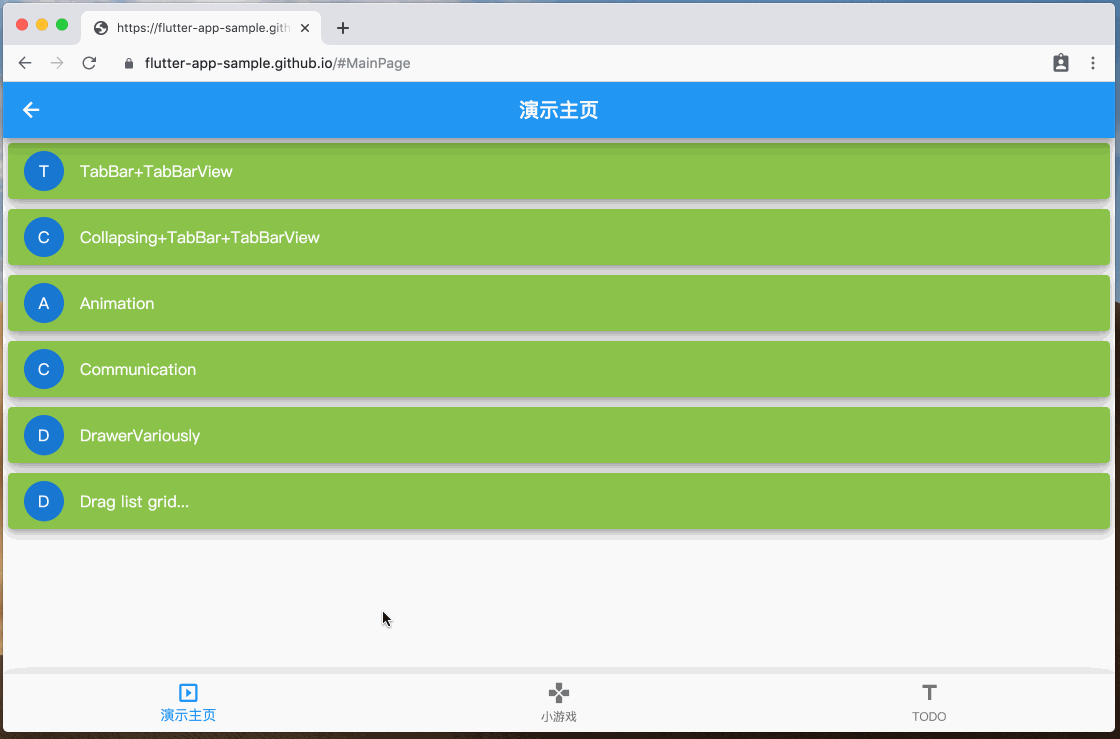 https://flutter-app-sample.gith
flutter-app-sample.github.io/#MainPage
演示主页
T TabBar+TabBarView
C Collapsing+TabBar+TabBarView
A Animation
C Communication
D DrawerVariously
D Drag list grid...
演示主页 小游戏 TODO